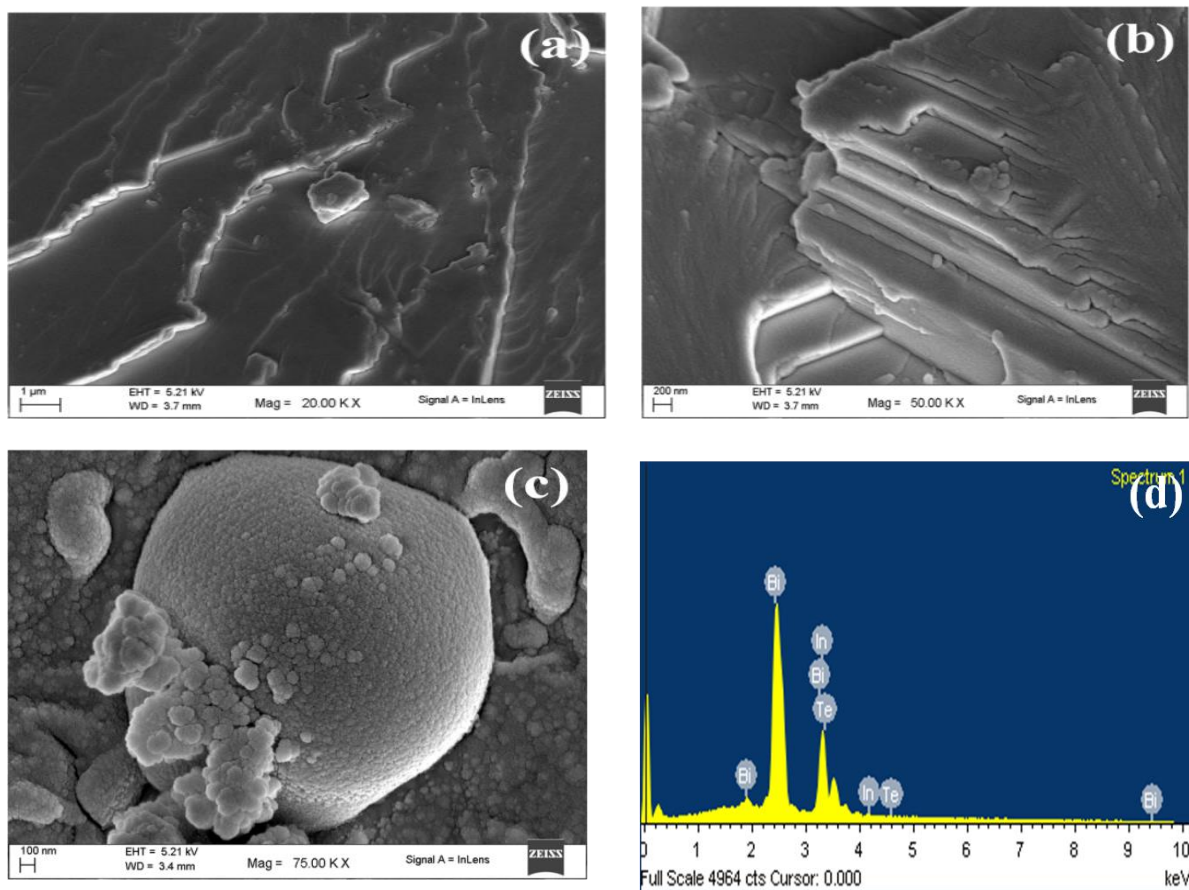 (a)
1 µm
EHT = 5.21 kV
WD = 3.7 mm
Mag = 20.00 K X
Signal A = InLens
ZEISS
(b)
200 nm
EHT = 5.21 kV
WD = 3.7 mm
Mag = 50.00 K X
Signal A = InLens
ZEISS
(c)
100 nm
EHT = 5.21 kV
WD = 3.4 mm
Mag = 75.00 K X
Signal A = InLens
ZEISS
Spectrum 1
(d)
Bi
In
Bi
Te
Bi
In
Te
Bi
0 1 2 3 4 5 6 7 8 9 10
Full Scale 4964 cts Cursor: 0.000
keV